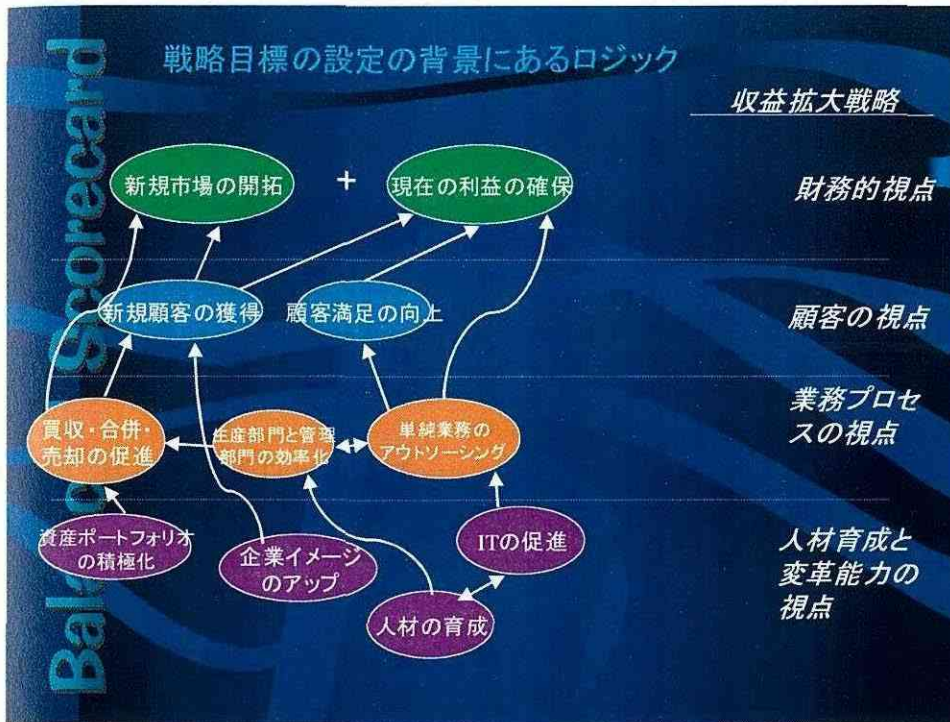 戦略目標の設定の背景にあるロジック
収益拡大戦略
新規市場の開拓
+
現在の利益の確保
財務的視点
新規顧客の獲得
顧客満足の向上
顧客の視点
買収・合併・
売却の促進
生産部門と管理
部門の効率化
単純業務の
アウトソーシング
業務プロセ
スの視点
資産ポートフォリオ
の積極化
企業イメージ
のアップ
ITの促進
人材の育成
人材育成と
変革能力の
視点
Scorecard